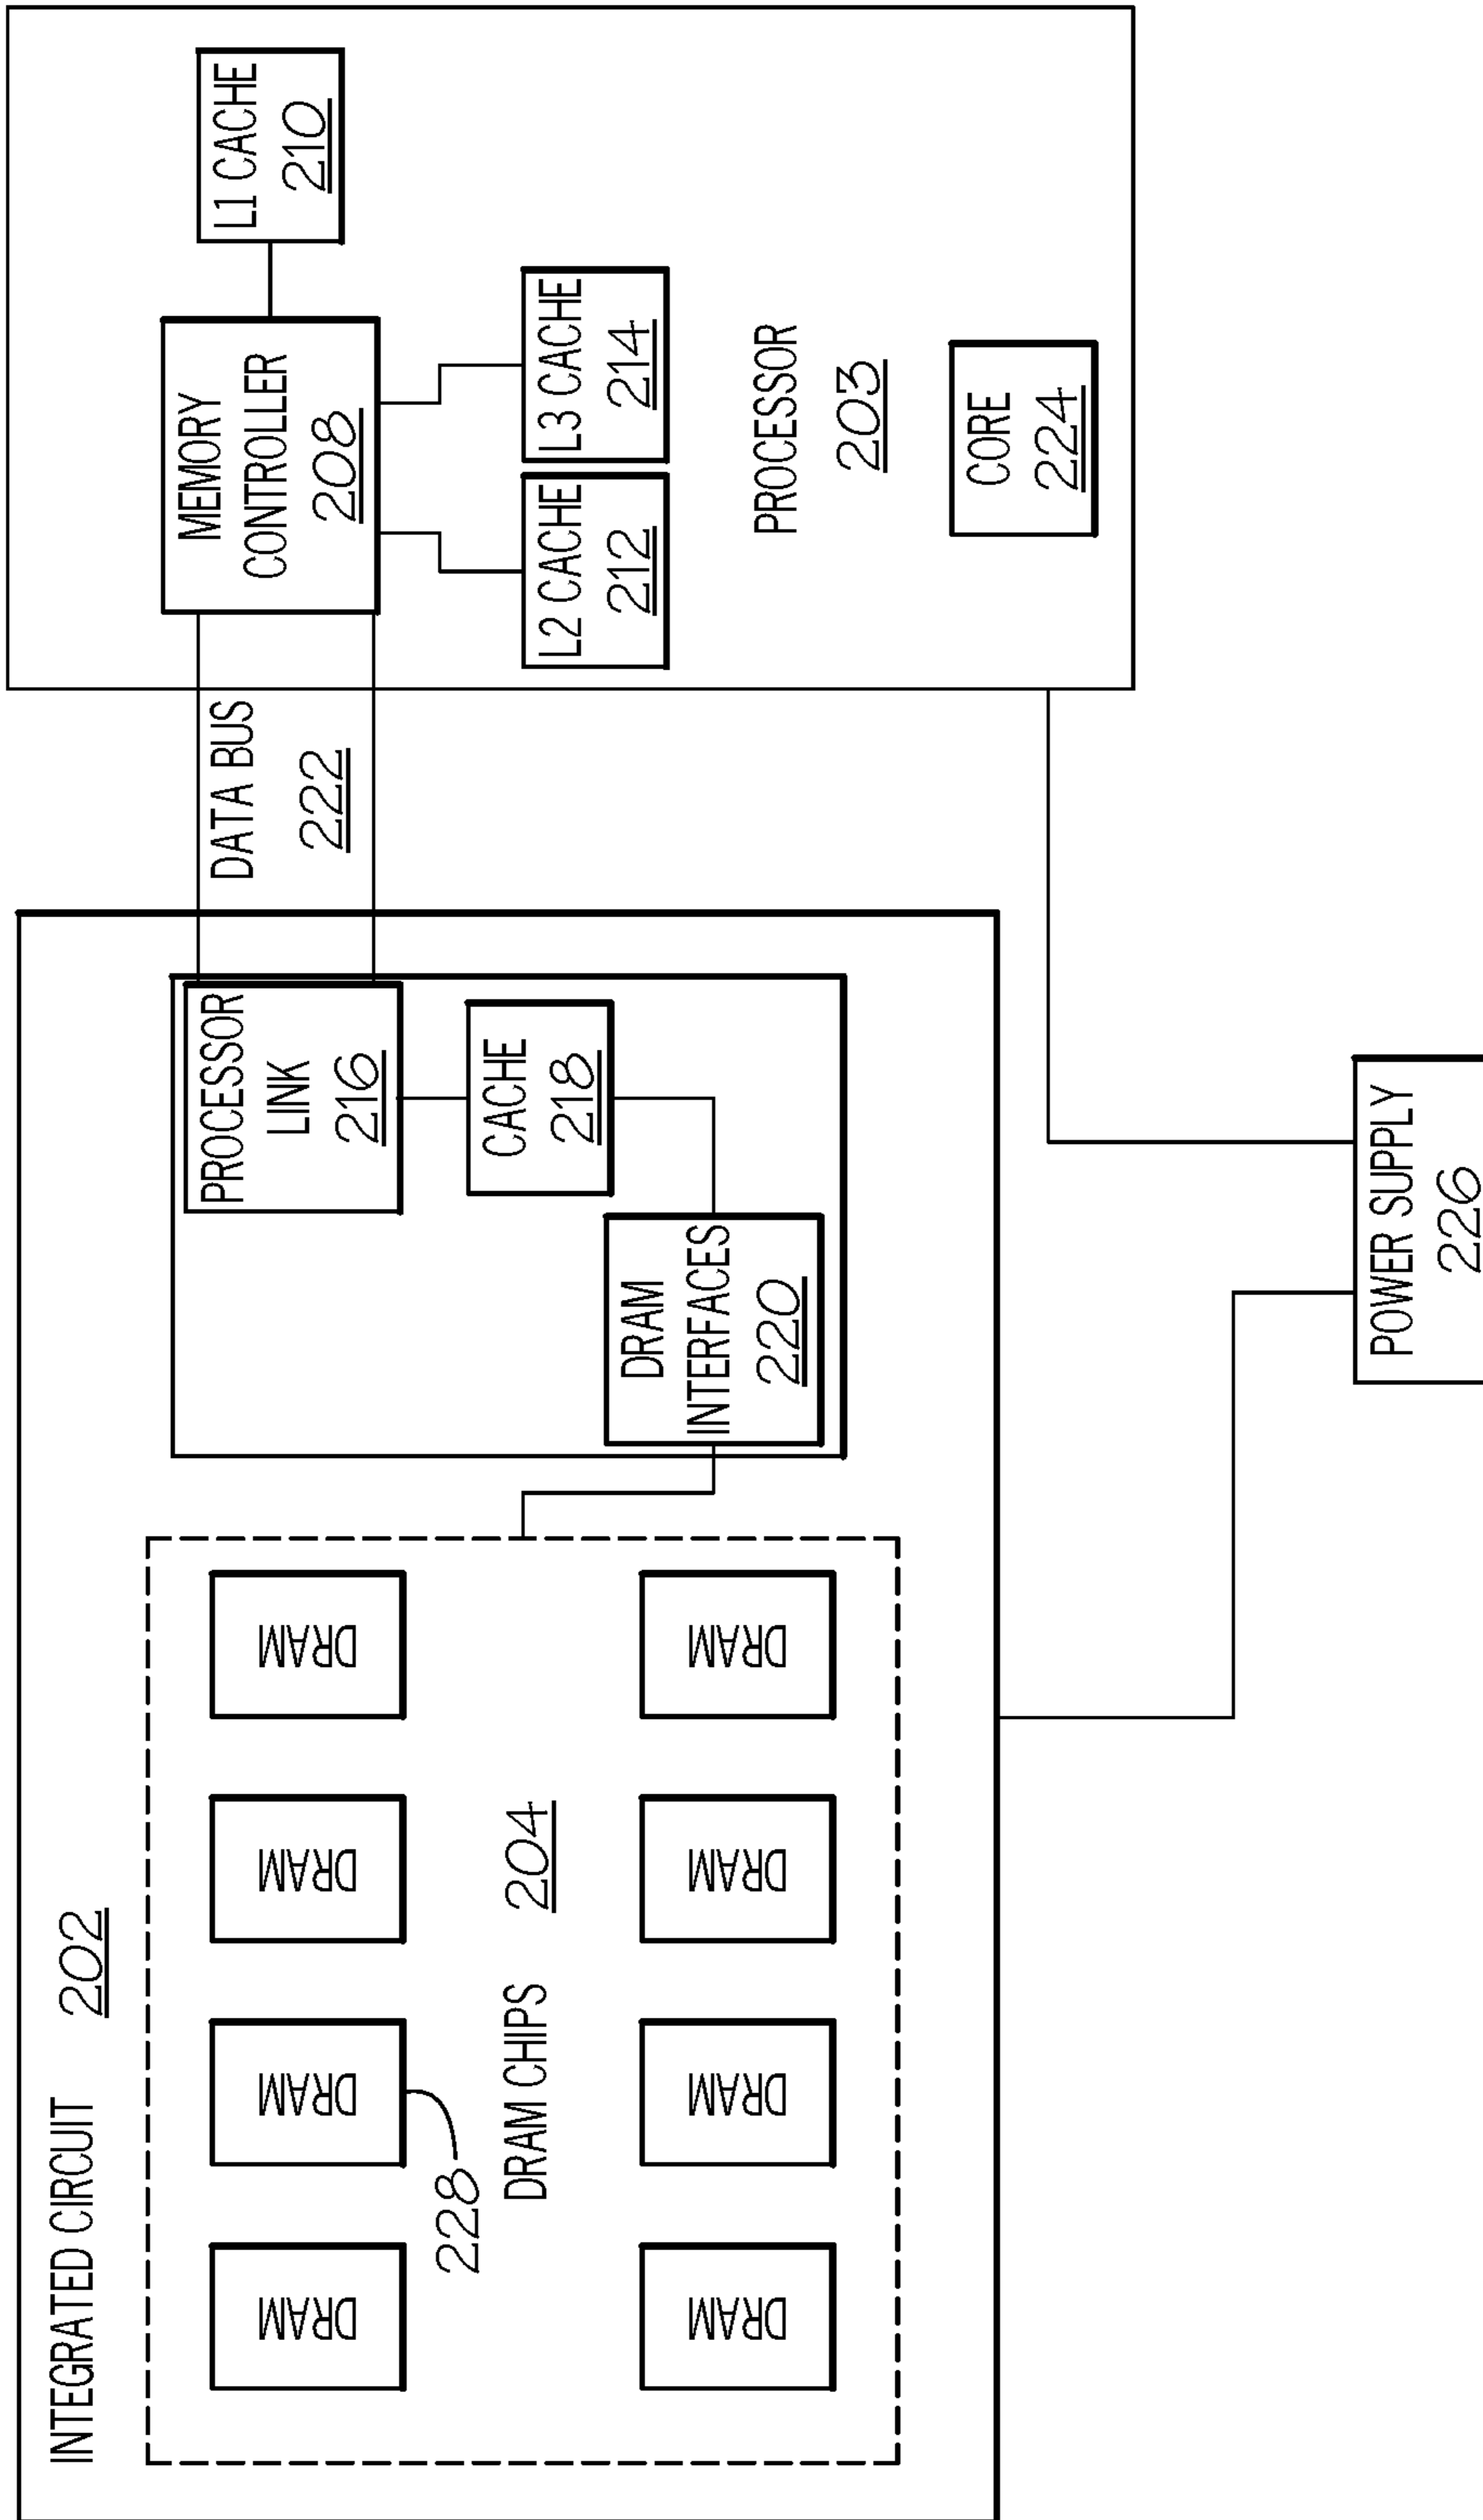 INTEGRATED CIRCUIT
202
DRAM
DRAM
DRAM
DRAM
228
DRAM CHIPS
204
DRAM
DRAM
DRAM
DRAM
PROCESSOR
LINK
216
CACHE
218
DRAM
INTERFACES
220
DATA BUS
222
MEMORY
CONTROLLER
208
L1 CACHE
210
L2 CACHE
212
L3 CACHE
214
PROCESSOR
203
CORE
224
POWER SUPPLY
226